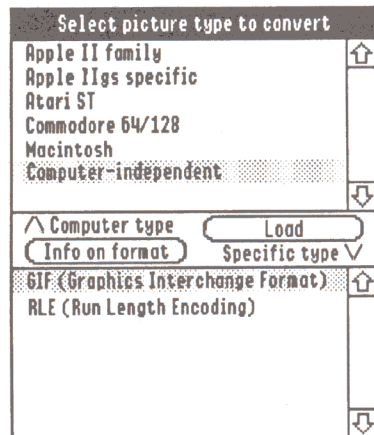 Select picture type to convert
Apple II family
Apple IIgs specific
Atari ST
Commodore 64/128
Macintosh
Computer-independent
Computer type
Load
Info on format
Specific type
GIF (Graphics Interchange Format)
RLE (Run Length Encoding)